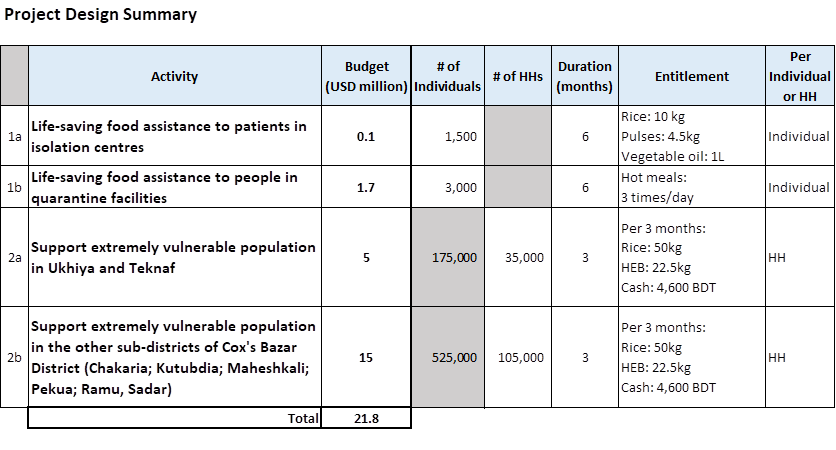 Project Design Summary
Activity
Budget
(USD million)
# of
Individuals
# of HHs
Duration
(months)
Entitlement
Per
Individual
or HH
1a
Life-saving food assistance to patients in
isolation centres
0.1
1,500
6
Rice: 10 kg
Pulses: 4.5kg
Vegetable oil: 1L
Individual
1b
Life-saving food assistance to people in
quarantine facilities
1.7
3,000
6
Hot meals:
3 times/day
Individual
2a
Support extremely vulnerable population
in Ukhiya and Teknaf
5
175,000
35,000
3
Per 3 months:
Rice: 50kg
HEB: 22.5kg
Cash: 4,600 BDT
HH
2b
Support extremely vulnerable population
in the other sub-districts of Cox's Bazar
District (Chakaria; Kutubdia; Maheshkali;
Pekua; Ramu, Sadar)
15
525,000
105,000
3
Per 3 months:
Rice: 50kg
HEB: 22.5kg
Cash: 4,600 BDT
HH
Total
21.8